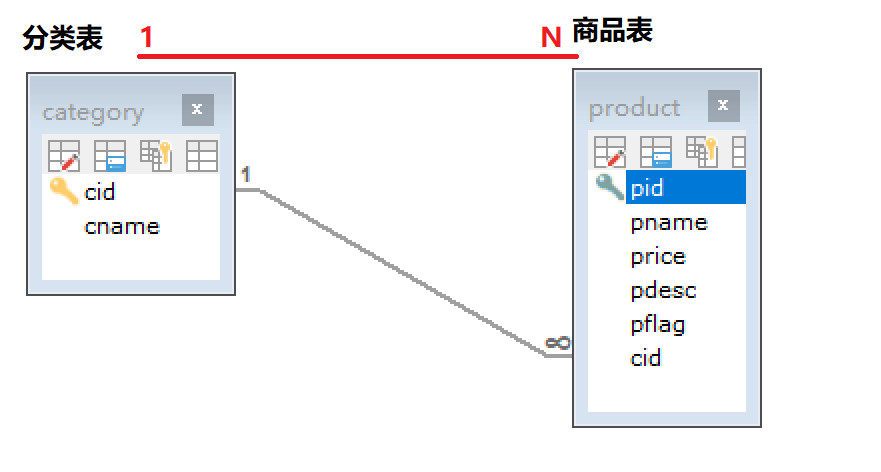 分类表 1 N 商品表
category x
product x
1
cid
cname
pid
pname
price
pdesc
pflag
cid
∞